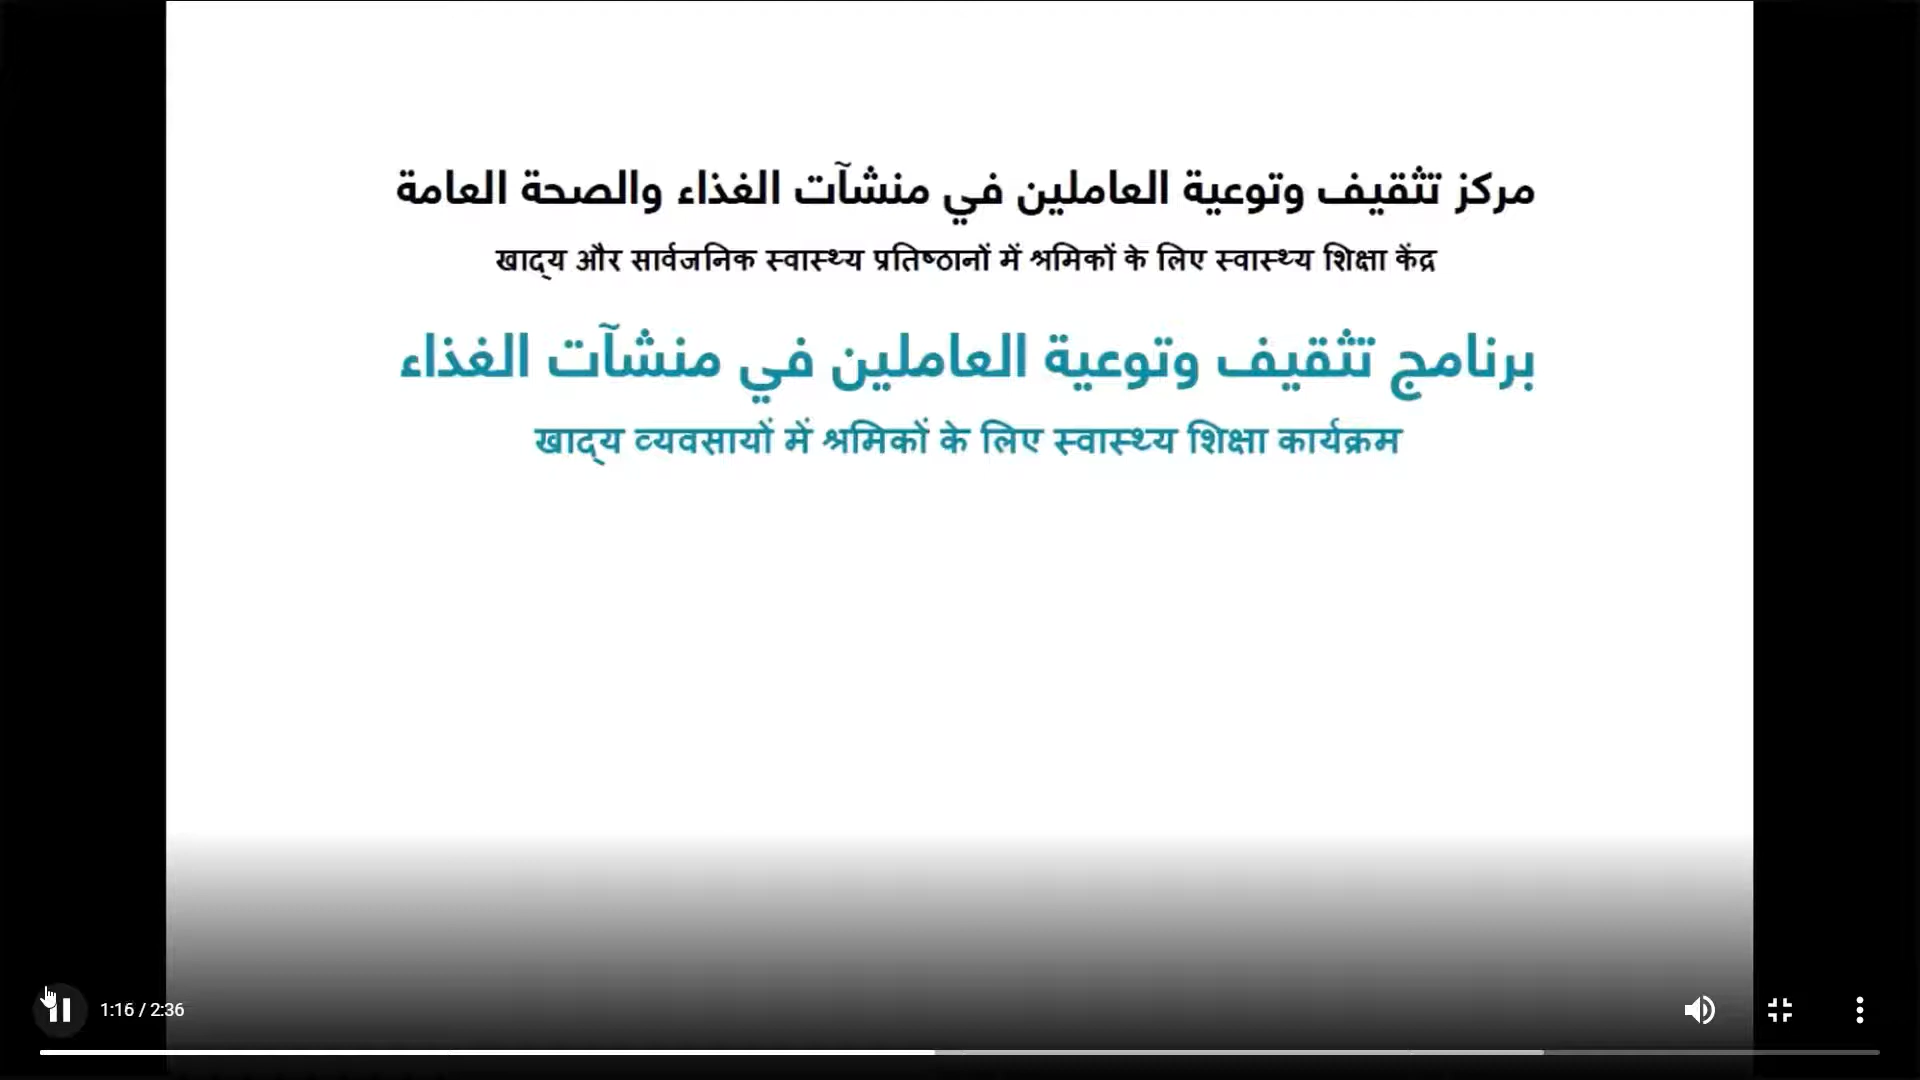 مركز تثقيف وتوعية العاملين في منشآت الغذاء والصحة العامة
खाद्य और सार्वजनिक स्वास्थ्य प्रतिष्ठानों में श्रमिकों के लिए स्वास्थ्य शिक्षा केंद्र
برنامج تثقيف وتوعية العاملين في منشآت الغذاء
खाद्य व्यवसायों में श्रमिकों के लिए स्वास्थ्य शिक्षा कार्यक्रम
1:16 / 2:36